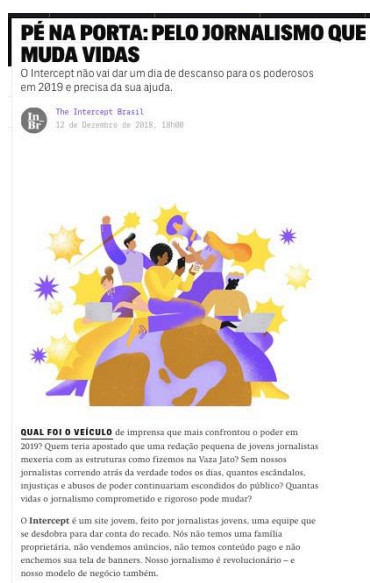 PÉ NA PORTA: PELO JORNALISMO QUE
MUDA VIDAS
O Intercept não vai dar um dia de descanso para os poderosos
em 2019 e precisa da sua ajuda.
In_
Br
The Intercept Brasil
12 de Dezembro de 2018, 18h00
QUAL FOI O VEÍCULO de imprensa que mais confrontou o poder em
2019? Quem teria apostado que uma redação pequena de jovens jornalistas
mexeria com as estruturas como fizemos na Vaza Jato? Sem nossos
jornalistas correndo atrás da verdade todos os dias, quantos escândalos,
injustiças e abusos de poder continuariam escondidos do público? Quantas
vidas o jornalismo comprometido e rigoroso pode mudar?
O Intercept é um site jovem, feito por jornalistas jovens, uma equipe que
se desdobra para dar conta do recado. Nós não temos uma família
proprietária, não vendemos anúncios, não temos conteúdo pago e não
enchemos sua tela de banners. Nosso jornalismo é revolucionário – e
nosso modelo de negócio também.